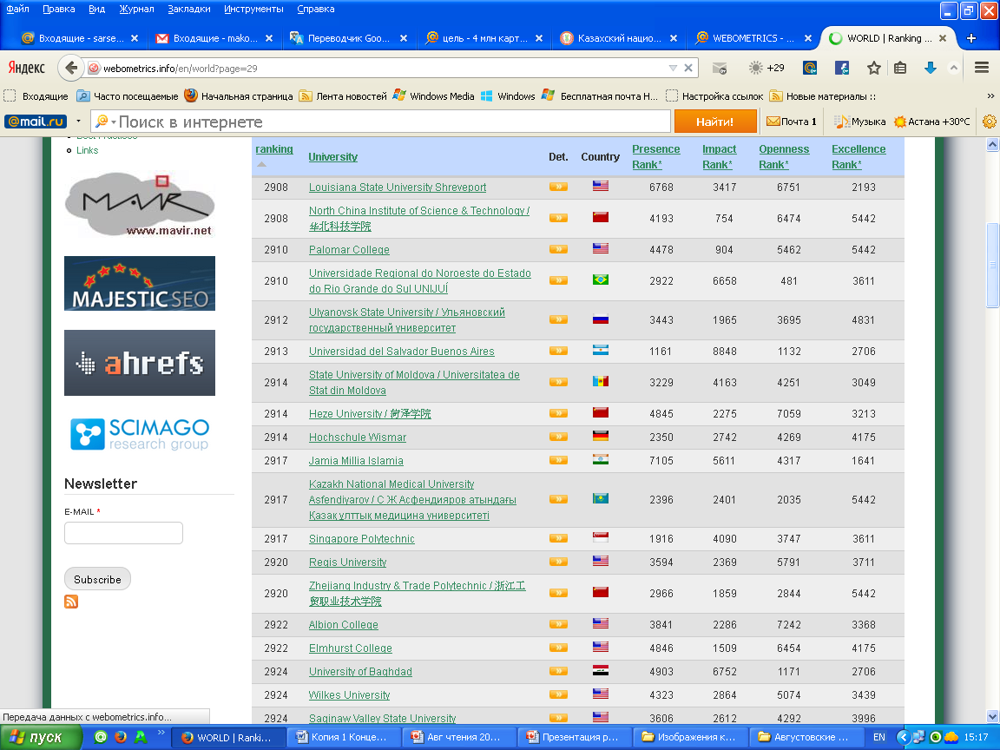 Файл Правка Вид Журнал Закладки Инструменты Справка
Входящие - sarse... Входящие - mako... Переводчик Goo... цель - 4 млн карт... Казахский нацио... WEBOMETRICS - ... WORLD | Ranking ...
Яндекс webometrics.info/en/world?page=29 +29
Входящие Часто посещаемые Начальная страница Лента новостей Windows Media Windows Бесплатная почта H... Настройка ссылок Новые материалы ::
@mail.ru Поиск в интернете Найти! Почта 1 Музыка Астана +30°C
Links
MAVIR
www.mavir.net
MAJESTIC SEO
ahrefs
SCIMAGO
research group
Newsletter
E-MAIL *
Subscribe
ranking University Det. Country Presence Rank* Impact Rank* Openness Rank* Excellence Rank*
2908 Louisiana State University Shreveport 6768 3417 6751 2193
North China Institute of Science & Technology /
2908 华北科技学院 4193 754 6474 5442
2910 Palomar College 4478 904 5462 5442
Universidade Regional do Noroeste do Estado
2910 do Rio Grande do Sul UNIJUÍ 2922 6658 481 3611
Ulyanovsk State University / Ульяновский
2912 государственный университет 3443 1965 3695 4831
2913 Universidad del Salvador Buenos Aires 1161 8848 1132 2706
State University of Moldova / Universitatea de
2914 Stat din Moldova 3229 4163 4251 3049
2914 Heze University / 菏泽学院 4845 2275 7059 3213
2914 Hochschule Wismar 2350 2742 4269 4175
2917 Jamia Millia Islamia 7105 5611 4317 1641
Kazakh National Medical University
2917 Asfendiyarov / С Ж Асфендияров атындағы 2396 2401 2035 5442
Қазақ ұлттық медицина университеті
2917 Singapore Polytechnic 1916 4090 3747 3611
2920 Regis University 3594 2369 5791 3711
Zhejiang Industry & Trade Polytechnic / 浙江工
2920 贸职业技术学院 2966 1859 2844 5442
2922 Albion College 3841 2286 7242 3368
2922 Elmhurst College 4846 1509 6454 4175
2924 University of Baghdad 4903 6752 1171 2706
2924 Wilkes University 4323 2864 5074 3439
2924 Saginaw Valley State University 3606 2612 4292 3996
Передача данных с webometrics.info...
пуск WORLD | Ranki... Копия 1 Конце... Авг чтения 20... Презентация р... Изображения к... Августовские ... EN 15:17